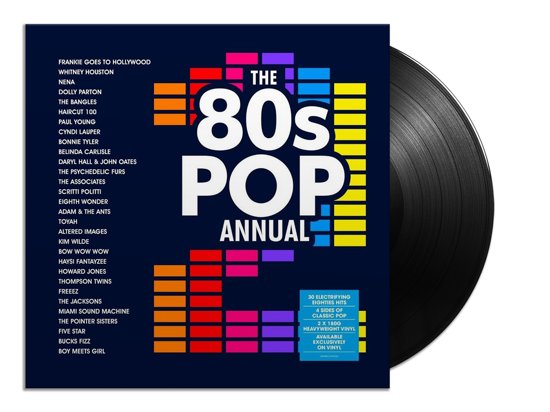 FRANKIE GOES TO HOLLYWOOD
WHITNEY HOUSTON
NENA
DOLLY PARTON
THE BANGLES
HAIRCUT 100
PAUL YOUNG
CYNDI LAUPER
BONNIE TYLER
BELINDA CARLISLE
DARYL HALL & JOHN OATES
THE PSYCHEDELIC FURS
THE ASSOCIATES
SCRITTI POLITTI
EIGHTH WONDER
ADAM & THE ANTS
TOYAH
ALTERED IMAGES
KIM WILDE
BOW WOW WOW
HAYSI FANTAYZEE
HOWARD JONES
THOMPSON TWINS
FREEEZ
THE JACKSONS
MIAMI SOUND MACHINE
THE POINTER SISTERS
FIVE STAR
BUCKS FIZZ
BOY MEETS GIRL
THE
80s
POP
ANNUAL
30 ELECTRIFYING
EIGHTIES HITS
4 SIDES OF
CLASSIC POP
2 X 180G
HEAVYWEIGHT VINYL
AVAILABLE
EXCLUSIVELY
ON VINYL